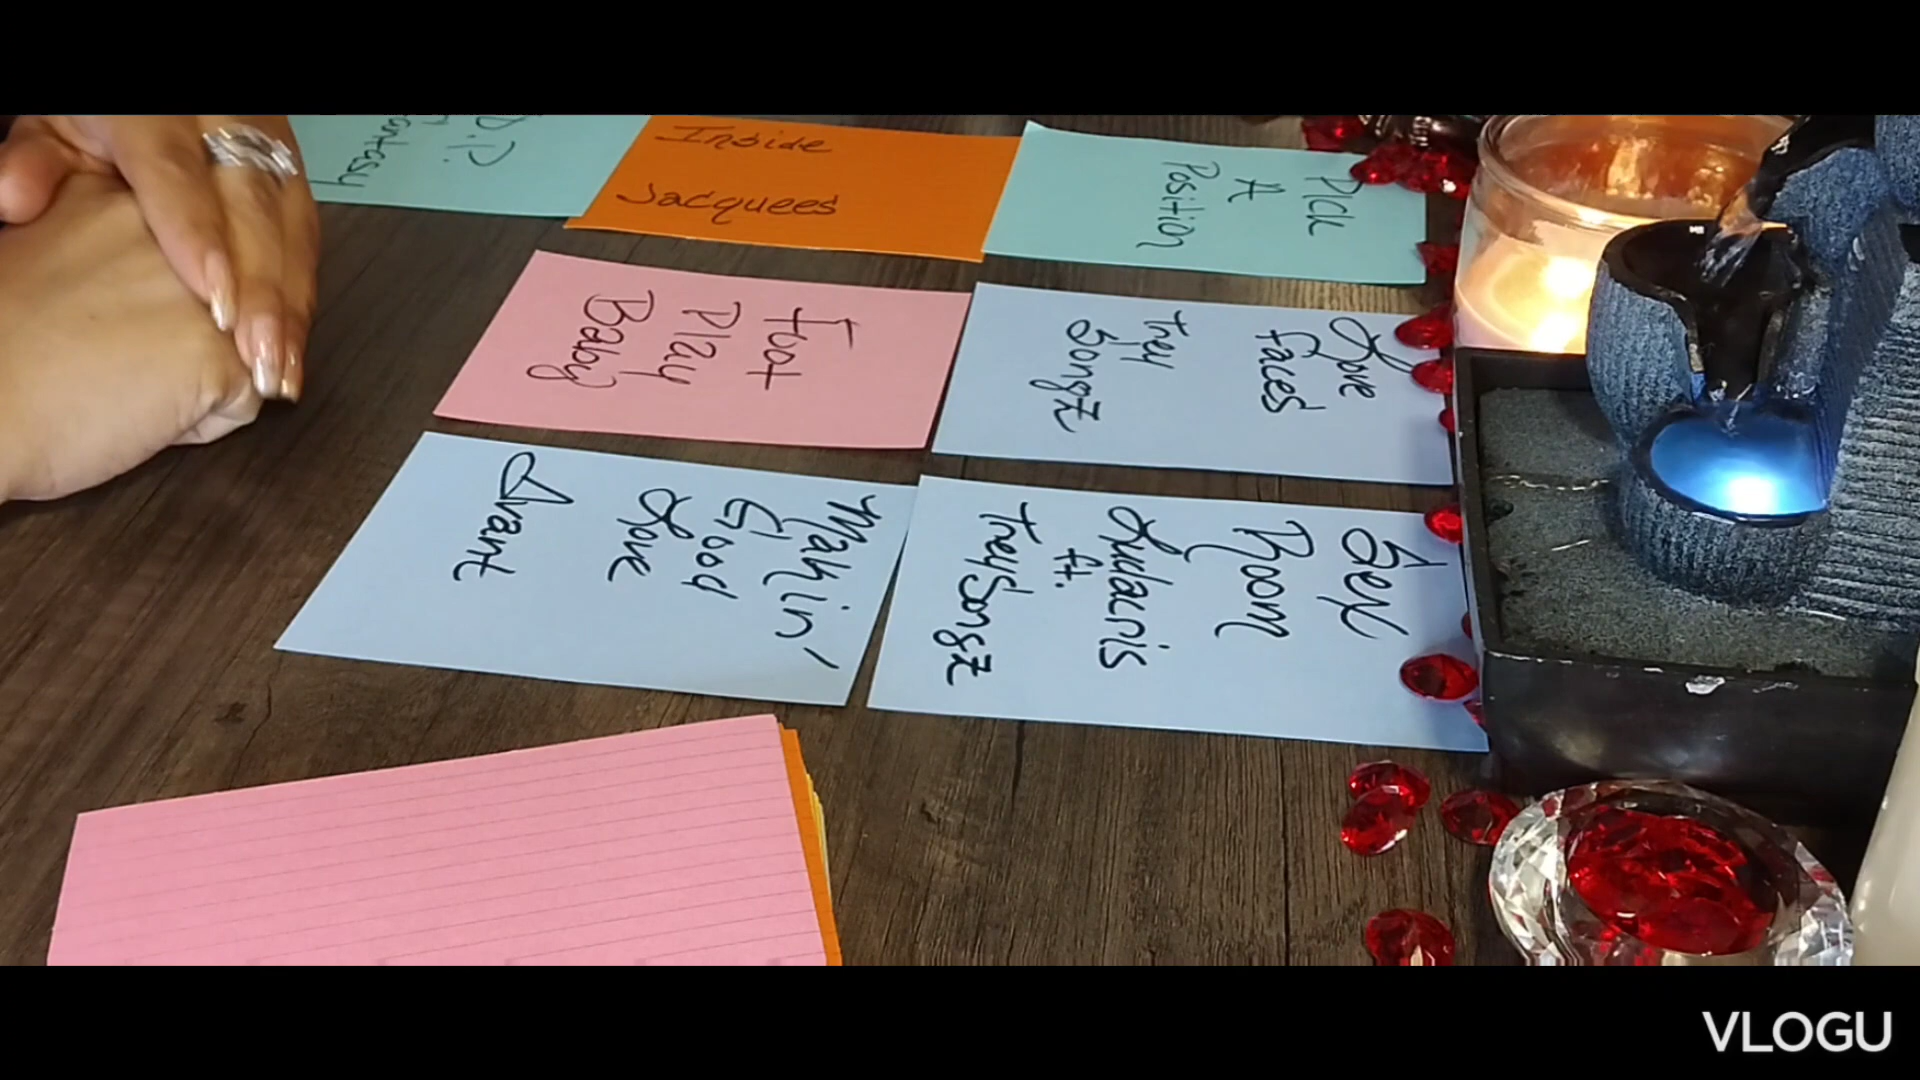 D.P.
Fantasy
Inside
Jacquees
Pick
A
Position
Foot
Play
Baby
Love
faces
Trey
Songz
Makin'
Good
Love
Avant
Sex
Room
Ludacris
ft.
Trey Songz
VLOGU